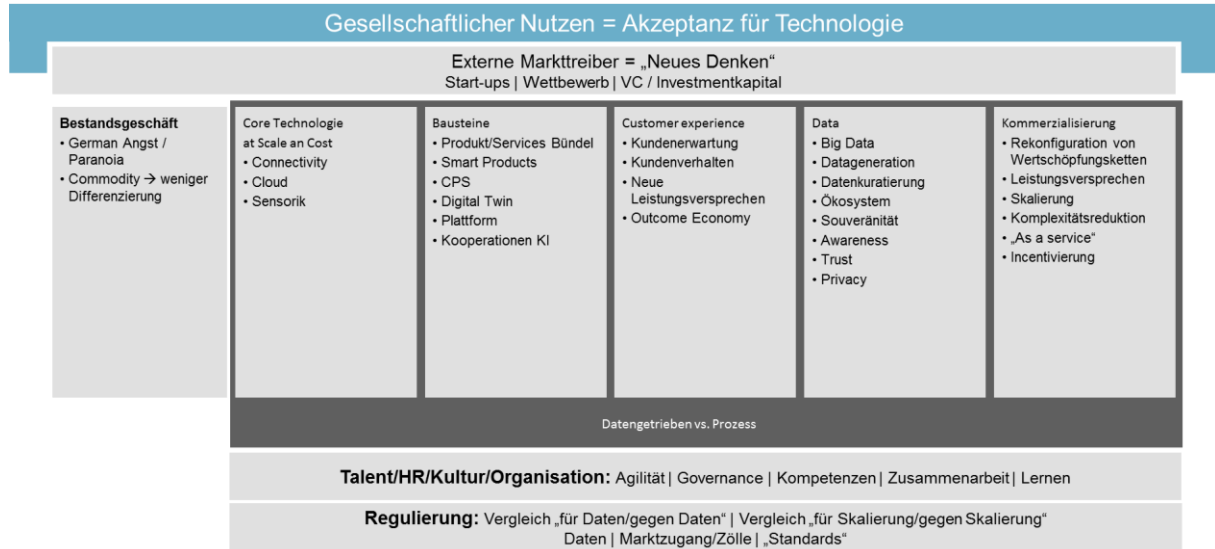 Gesellschaftlicher Nutzen = Akzeptanz für Technologie
Externe Markttreiber = „Neues Denken“
Start-ups | Wettbewerb | VC / Investmentkapital
Bestandsgeschäft
• German Angst /
Paranoia
• Commodity → weniger
Differenzierung
Core Technologie
at Scale an Cost
• Connectivity
• Cloud
• Sensorik
Bausteine
• Produkt/Services Bündel
• Smart Products
• CPS
• Digital Twin
• Plattform
• Kooperationen KI
Customer experience
• Kundenerwartung
• Kundenverhalten
• Neue
Leistungsversprechen
• Outcome Economy
Data
• Big Data
• Datageneration
• Datenkuratierung
• Ökosystem
• Souveränität
• Awareness
• Trust
• Privacy
Kommerzialisierung
• Rekonfiguration von
Wertschöpfungsketten
• Leistungsversprechen
• Skalierung
• Komplexitätsreduktion
• „As a service“
• Incentivierung
Datengetrieben vs. Prozess
Talent/HR/Kultur/Organisation: Agilität | Governance | Kompetenzen | Zusammenarbeit | Lernen
Regulierung: Vergleich „für Daten/gegen Daten“ | Vergleich „für Skalierung/gegen Skalierung“
Daten | Marktzugang/Zölle | „Standards“